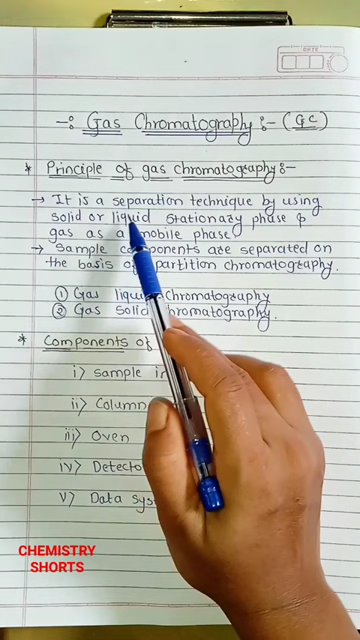 DATE
-: Gas Chromatography :- (GC)
* Principle of gas chromatography:-
→ It is a separation technique by using
solid or liquid stationary phase &
gas as a mobile phase
→ Sample components are separated on
the basis of partition chromatography.
① Gas liquid chromatography
② Gas solid chromatography.
* Components of
i) sample in
ii) Column
iii) Oven
iv) Detecto
v) Data sys
CHEMISTRY
SHORTS